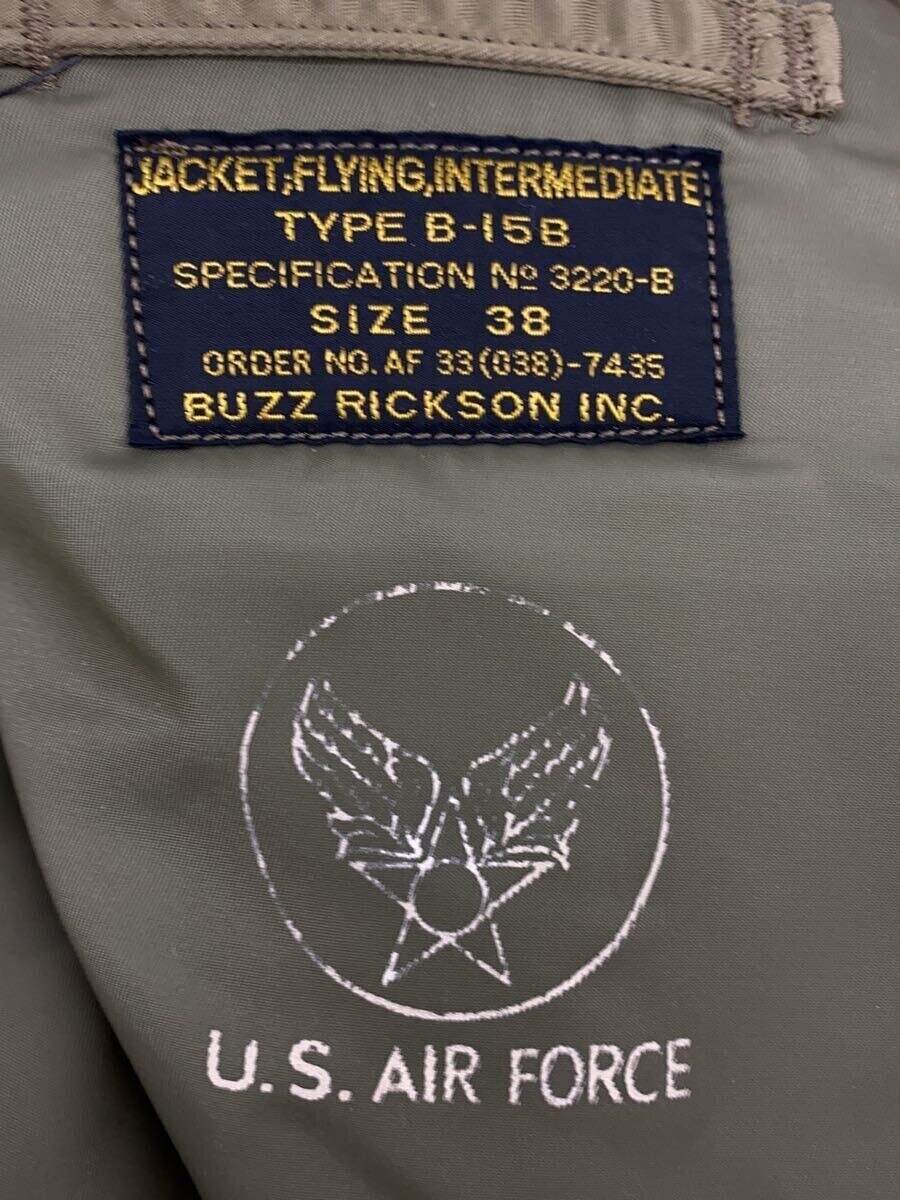 JACKET,FLYING,INTERMEDIATE
TYPE B-15B
SPECIFICATION Nº 3220-B
SIZE 38
ORDER NO. AF 33(038)-7435
BUZZ RICKSON INC.
U.S. AIR FORCE